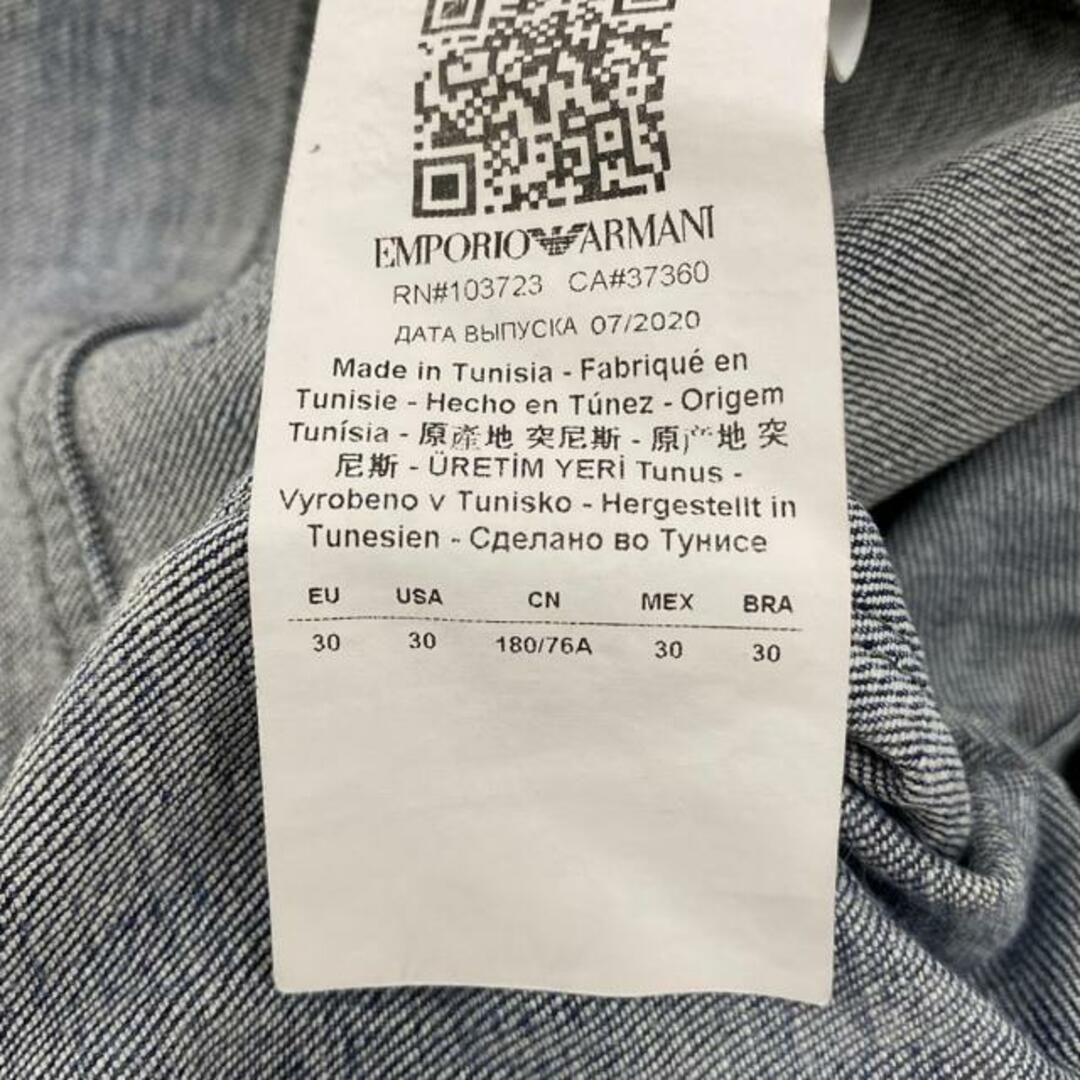 EMPORIO ARMANI
RN#103723 CA#37360
ДАТА ВЫПУСКА 07/2020
Made in Tunisia - Fabriqué en
Tunisie - Hecho en Túnez - Origem
Tunísia - 原產地 突尼斯 - 原产地 突
尼斯 - ÜRETİM YERİ Tunus -
Vyrobeno v Tunisko - Hergestellt in
Tunesien - Сделано во Тунисе
EU USA CN MEX BRA
30 30 180/76A 30 30